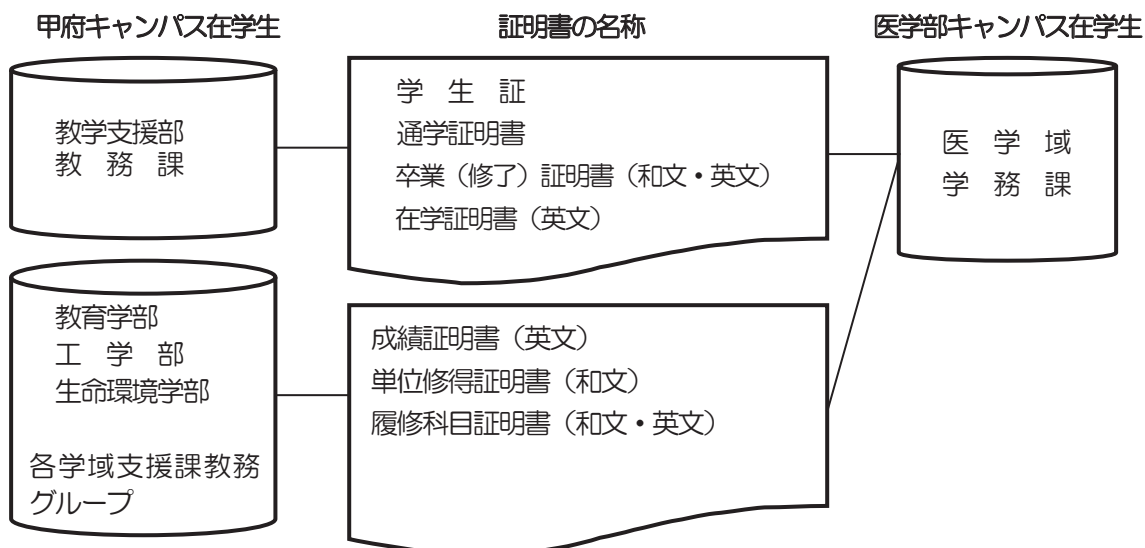 甲府キャンパス在学生
証明書の名称
医学部キャンパス在学生
教学支援部
教 務 課
学 生 証
通学証明書
卒業（修了）証明書（和文・英文）
在学証明書（英文）
医 学 域
学 務 課
教育学部
工 学 部
生命環境学部
各学域支援課教務
グループ
成績証明書（英文）
単位修得証明書（和文）
履修科目証明書（和文・英文）